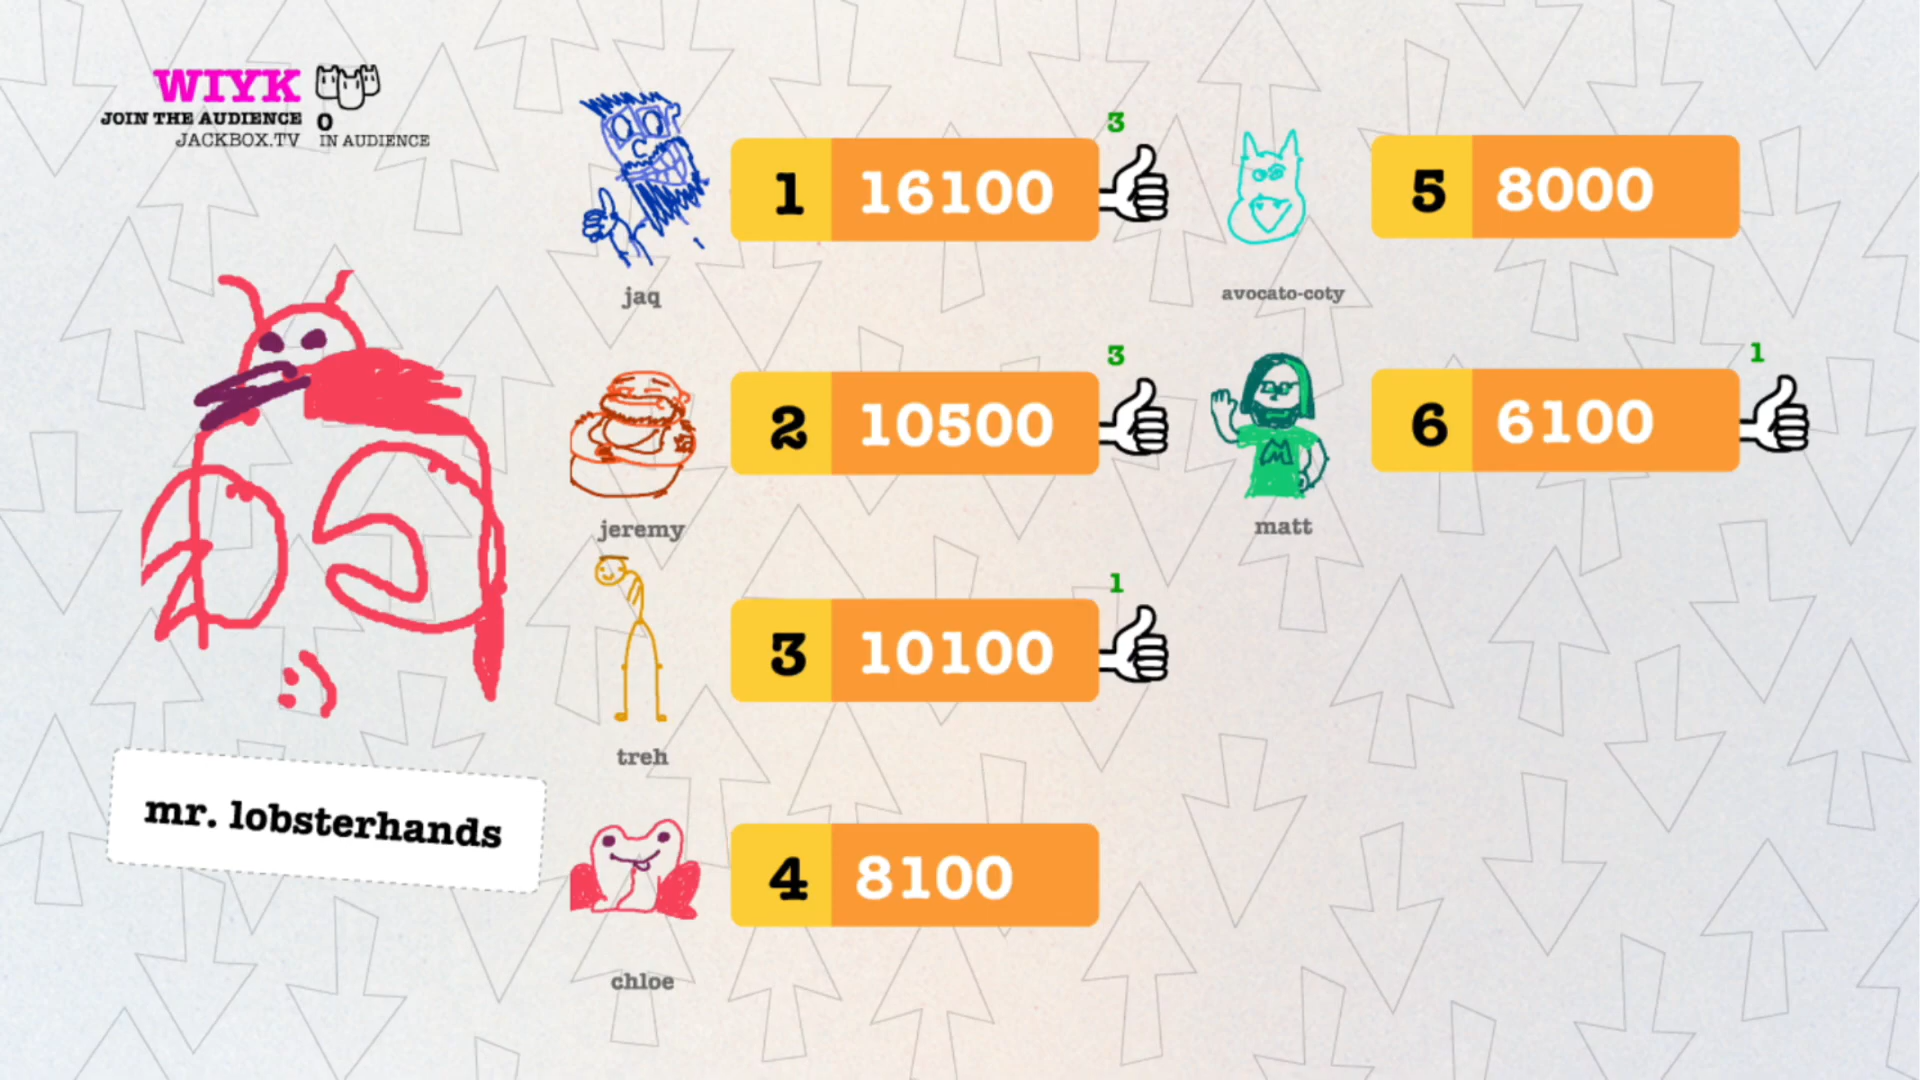 WIYK
JOIN THE AUDIENCE
JACKBOX.TV
0
IN AUDIENCE
mr. lobsterhands
1 16100
3
jaq
2 10500
3
jeremy
3 10100
1
treh
4 8100
chloe
5 8000
avocato-coty
6 6100
1
M
matt